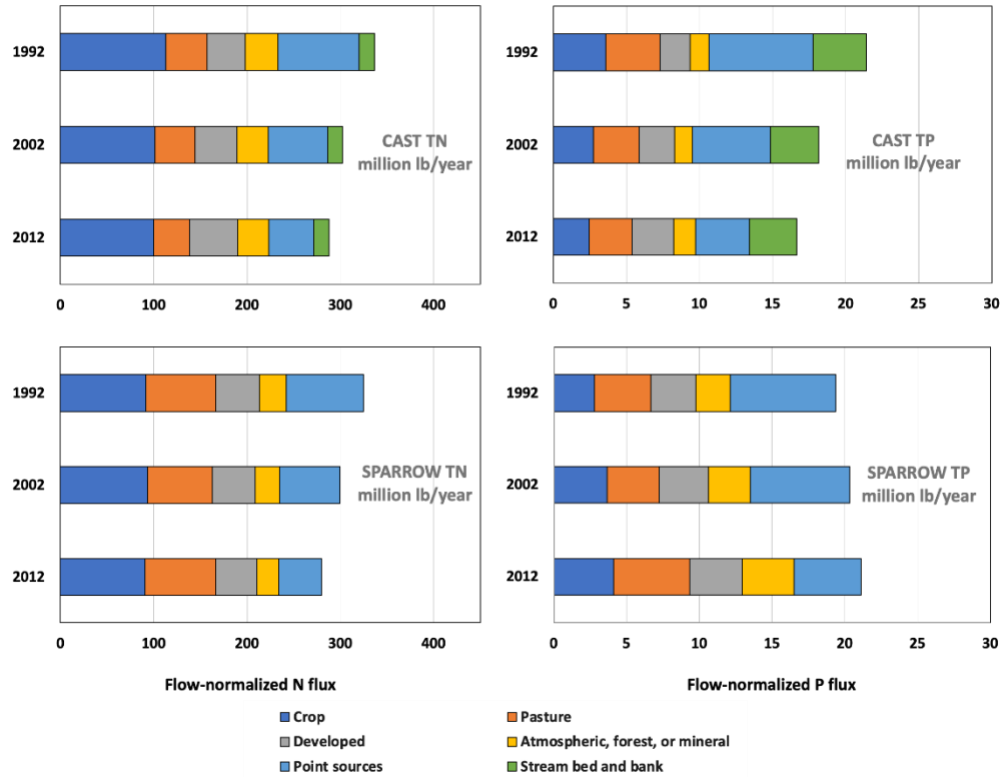 1992
2002
2012
CAST TN
million lb/year
0 100 200 300 400
1992
2002
2012
CAST TP
million lb/year
0 5 10 15 20 25 30
1992
2002
2012
SPARROW TN
million lb/year
0 100 200 300 400
Flow-normalized N flux
1992
2002
2012
SPARROW TP
million lb/year
0 5 10 15 20 25 30
Flow-normalized P flux
Crop
Pasture
Developed
Atmospheric, forest, or mineral
Point sources
Stream bed and bank